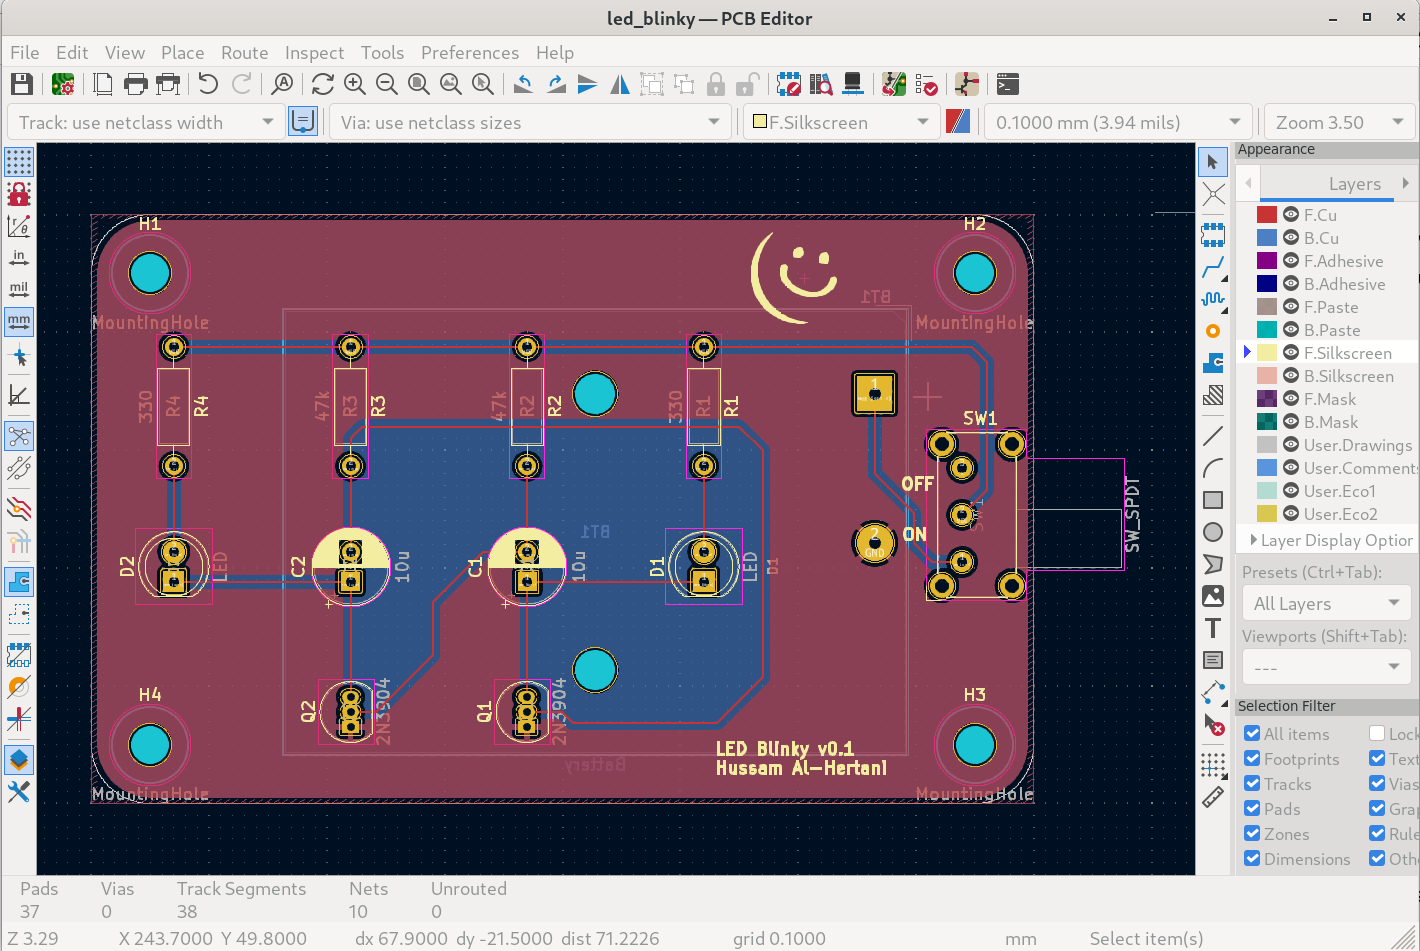 led_blinky — PCB Editor
File Edit View Place Route Inspect Tools Preferences Help
Track: use netclass width
Via: use netclass sizes
F.Silkscreen
0.1000 mm (3.94 mils)
Zoom 3.50
in
mil
mm
H1
H2
MountingHole
MountingHole
BT1
330
R4
R4
47k
R3
R3
47k
R2
R2
330
R1
R1
1
SW1
OFF
ON
SW1
SW_SPDT
2
GND
D2
LED
C2
10u
+
C1
10u
+
BT1
D1
LED
D1
H4
H3
Q2
2N3904
Q1
2N3904
LED Blinky v0.1
Hussam Al-Hertani
Battery
MountingHole
MountingHole
Appearance
Layers
F.Cu
B.Cu
F.Adhesive
B.Adhesive
F.Paste
B.Paste
F.Silkscreen
B.Silkscreen
F.Mask
B.Mask
User.Drawings
User.Comments
User.Eco1
User.Eco2
Layer Display Option
Presets (Ctrl+Tab):
All Layers
Viewports (Shift+Tab):
---
Selection Filter
All items Lock
Footprints Text
Tracks Vias
Pads Gra
Zones Rule
Dimensions Othe
Pads Vias Track Segments Nets Unrouted
37 0 38 10 0
Z 3.29 X 243.7000 Y 49.8000 dx 67.9000 dy -21.5000 dist 71.2226 grid 0.1000 mm Select item(s)